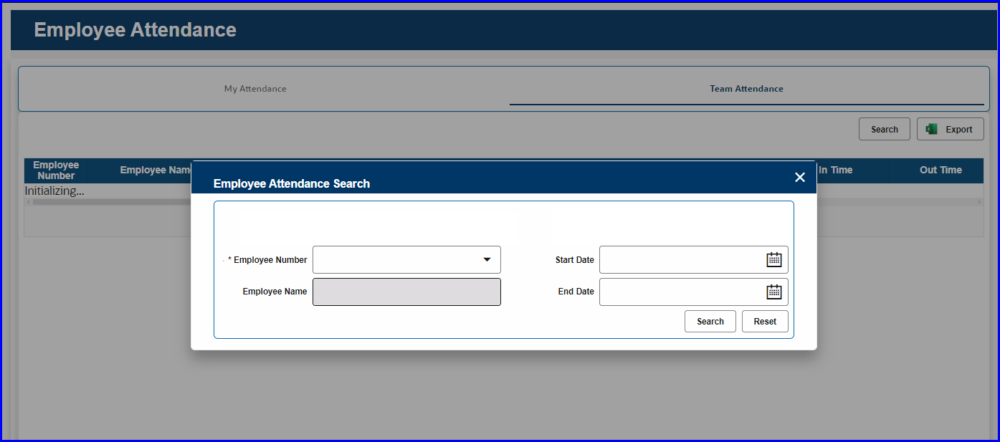 Employee Attendance
My Attendance
Team Attendance
Search
Export
Employee
Number
Employee Nam
In Time
Out Time
Initializing...
Employee Attendance Search
* Employee Number
Start Date
Employee Name
End Date
Search
Reset